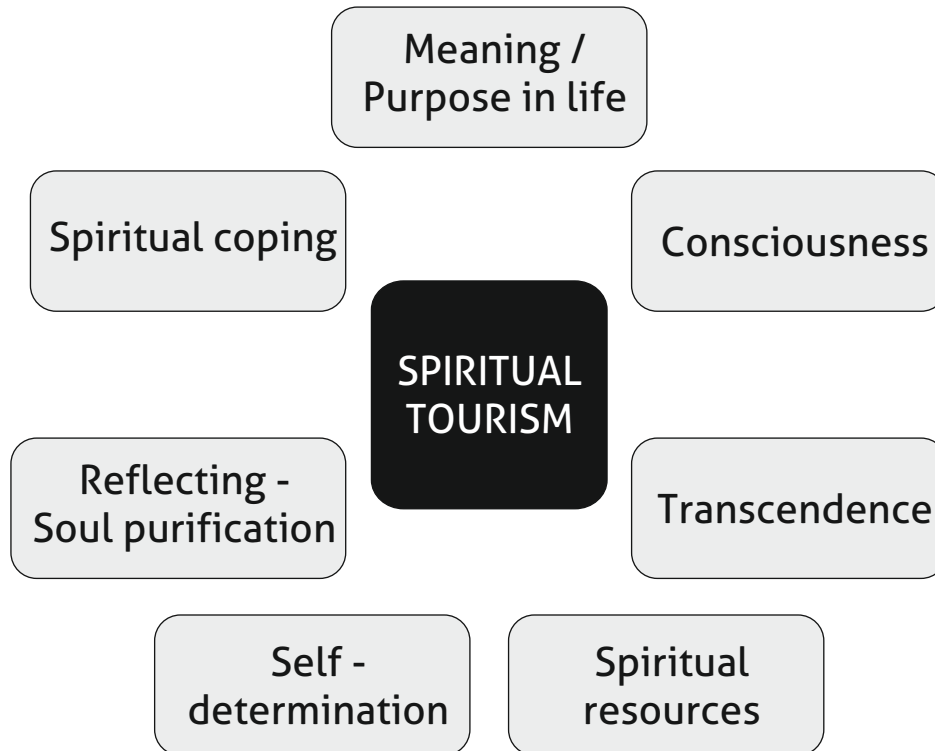 Meaning /
Purpose in life
Spiritual coping
Consciousness
SPIRITUAL
TOURISM
Reflecting -
Soul purification
Transcendence
Self -
determination
Spiritual
resources